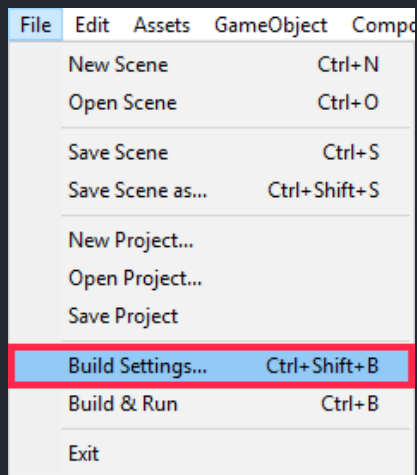 File Edit Assets GameObject Compo
New Scene Ctrl+N
Open Scene Ctrl+O
Save Scene Ctrl+S
Save Scene as... Ctrl+Shift+S
New Project...
Open Project...
Save Project
Build Settings... Ctrl+Shift+B
Build & Run Ctrl+B
Exit